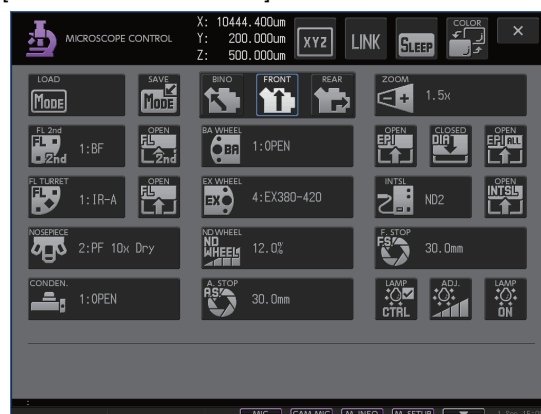 MICROSCOPE CONTROL
X: 10444.400um
Y: 200.000um
Z: 500.000um
XYZ
LINK
SLEEP
COLOR
LOAD
MODE
SAVE
MODE
BINO
FRONT
REAR
ZOOM
1.5x
FL 2nd
FL
2nd
1:BF
OPEN
FL
2nd
BA WHEEL
BA
1:OPEN
OPEN
EPI
CLOSED
DIA
OPEN
EPI ALL
FL TURRET
FL
1:IR-A
OPEN
FL
EX WHEEL
EX
4:EX380-420
INTSL
ND2
OPEN
INTSL
NOSEPIECE
2:PF 10x Dry
ND WHEEL
ND
WHEEL
12.0%
F. STOP
F.S
30.0mm
CONDEN.
1:OPEN
A. STOP
A.S
30.0mm
LAMP
CTRL
ADJ.
LAMP
ON
:
MIC
CAM MIC
M.INFO
M.SETUP